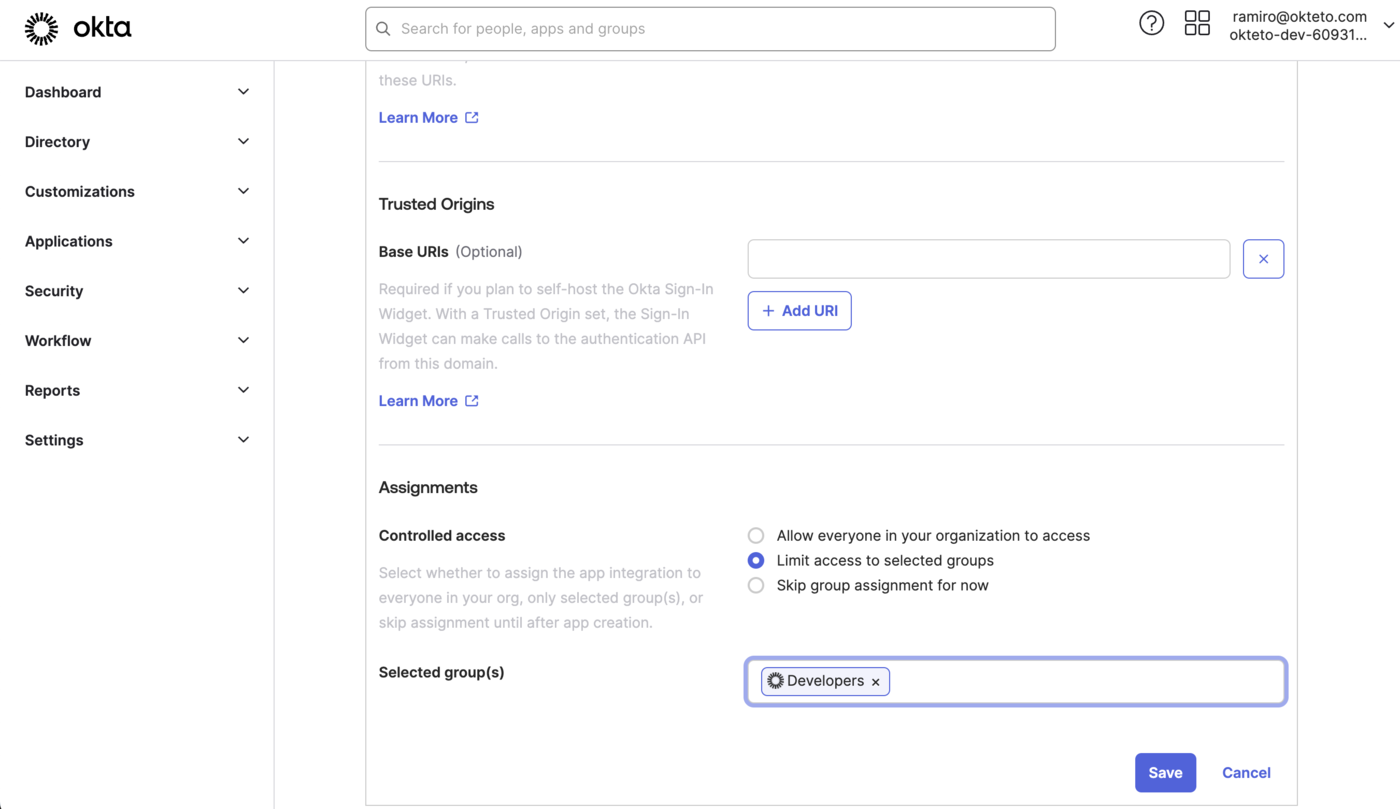 okta
Search for people, apps and groups
ramiro@okteto.com
okteto-dev-60931...
Dashboard
Directory
Customizations
Applications
Security
Workflow
Reports
Settings
these URIs.
Learn More
Trusted Origins
Base URIs (Optional)
Required if you plan to self-host the Okta Sign-In
Widget. With a Trusted Origin set, the Sign-In
Widget can make calls to the authentication API
from this domain.
+ Add URI
Learn More
Assignments
Controlled access
Select whether to assign the app integration to
everyone in your org, only selected group(s), or
skip assignment until after app creation.
Allow everyone in your organization to access
Limit access to selected groups
Skip group assignment for now
Selected group(s)
Developers ×
Save
Cancel